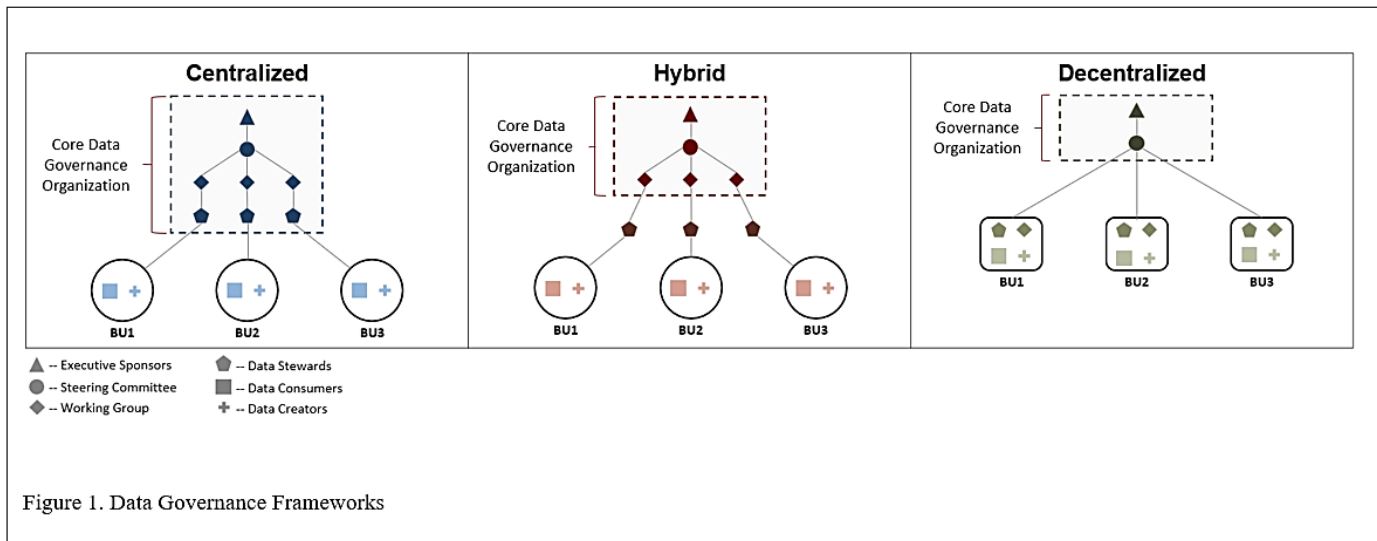 Centralized
Core Data
Governance
Organization
BU1
BU2
BU3
Hybrid
Core Data
Governance
Organization
BU1
BU2
BU3
Decentralized
Core Data
Governance
Organization
BU1
BU2
BU3
-- Executive Sponsors
-- Steering Committee
-- Working Group
-- Data Stewards
-- Data Consumers
-- Data Creators
Figure 1. Data Governance Frameworks